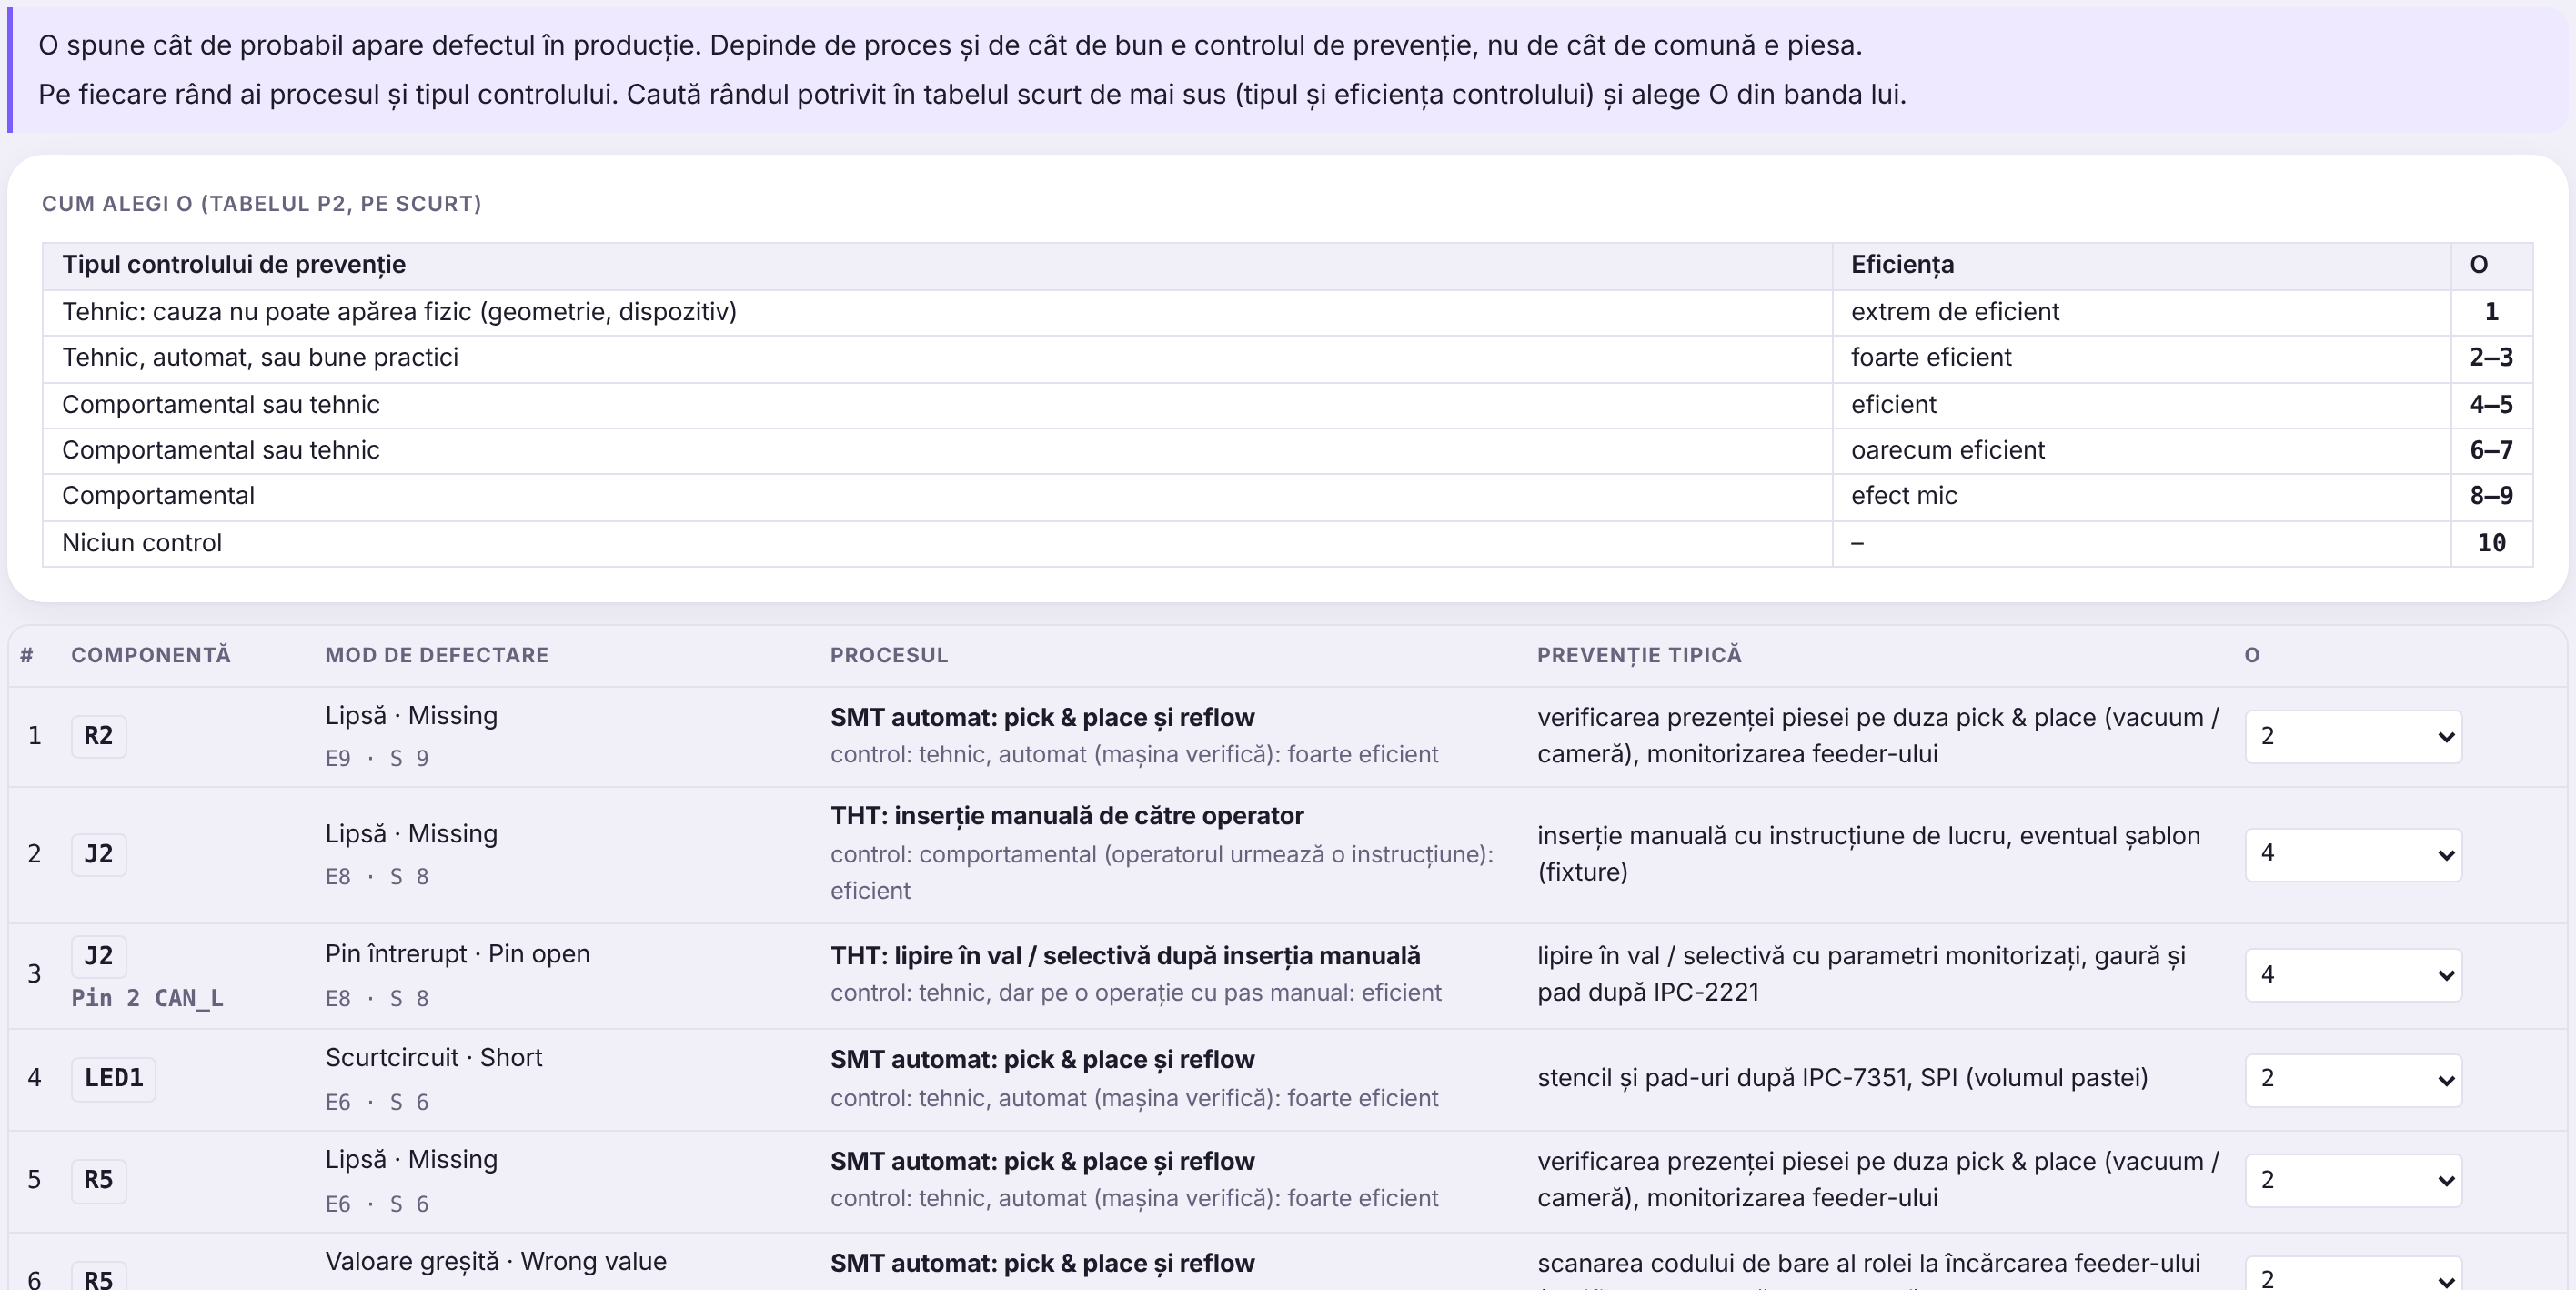 O spune cât de probabil apare defectul în producție. Depinde de proces și de cât de bun e controlul de prevenție, nu de cât de comună e piesa.
Pe fiecare rând ai procesul și tipul controlului. Caută rândul potrivit în tabelul scurt de mai sus (tipul și eficiența controlului) și alege O din banda lui.
CUM ALEGI O (TABELUL P2, PE SCURT)
Tipul controlului de prevenție Eficiența O
Tehnic: cauza nu poate apărea fizic (geometrie, dispozitiv) extrem de eficient 1
Tehnic, automat, sau bune practici foarte eficient 2–3
Comportamental sau tehnic eficient 4–5
Comportamental sau tehnic oarecum eficient 6–7
Comportamental efect mic 8–9
Niciun control – 10
# COMPONENTĂ MOD DE DEFECTARE PROCESUL PREVENȚIE TIPICĂ O
1 R2 Lipsă · Missing
E9 · S 9
SMT automat: pick & place și reflow
control: tehnic, automat (mașina verifică): foarte eficient
verificarea prezenței piesei pe duza pick & place (vacuum /
cameră), monitorizarea feeder-ului
2
2 J2 Lipsă · Missing
E8 · S 8
THT: inserție manuală de către operator
control: comportamental (operatorul urmează o instrucțiune):
eficient
inserție manuală cu instrucțiune de lucru, eventual șablon
(fixture)
4
3 J2
Pin 2 CAN_L
Pin întrerupt · Pin open
E8 · S 8
THT: lipire în val / selectivă după inserția manuală
control: tehnic, dar pe o operație cu pas manual: eficient
lipire în val / selectivă cu parametri monitorizați, gaură și
pad după IPC-2221
4
4 LED1 Scurtcircuit · Short
E6 · S 6
SMT automat: pick & place și reflow
control: tehnic, automat (mașina verifică): foarte eficient
stencil și pad-uri după IPC-7351, SPI (volumul pastei)
2
5 R5 Lipsă · Missing
E6 · S 6
SMT automat: pick & place și reflow
control: tehnic, automat (mașina verifică): foarte eficient
verificarea prezenței piesei pe duza pick & place (vacuum /
cameră), monitorizarea feeder-ului
2
6 R5 Valoare greșită · Wrong value
SMT automat: pick & place și reflow
scanarea codului de bare al rolei la încărcarea feeder-ului
2